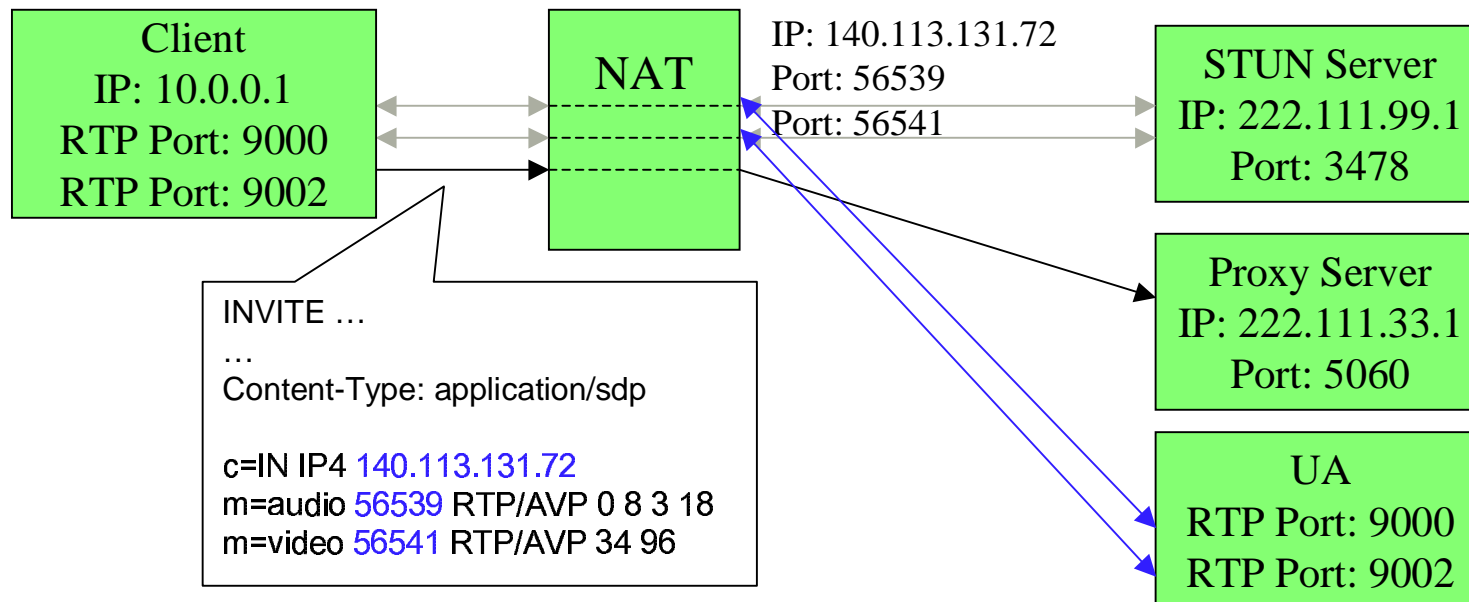 Client
IP: 10.0.0.1
RTP Port: 9000
RTP Port: 9002
NAT
IP: 140.113.131.72
Port: 56539
Port: 56541
STUN Server
IP: 222.111.99.1
Port: 3478
Proxy Server
IP: 222.111.33.1
Port: 5060
INVITE …
…
Content-Type: application/sdp
c=IN IP4 140.113.131.72
m=audio 56539 RTP/AVP 0 8 3 18
m=video 56541 RTP/AVP 34 96
UA
RTP Port: 9000
RTP Port: 9002